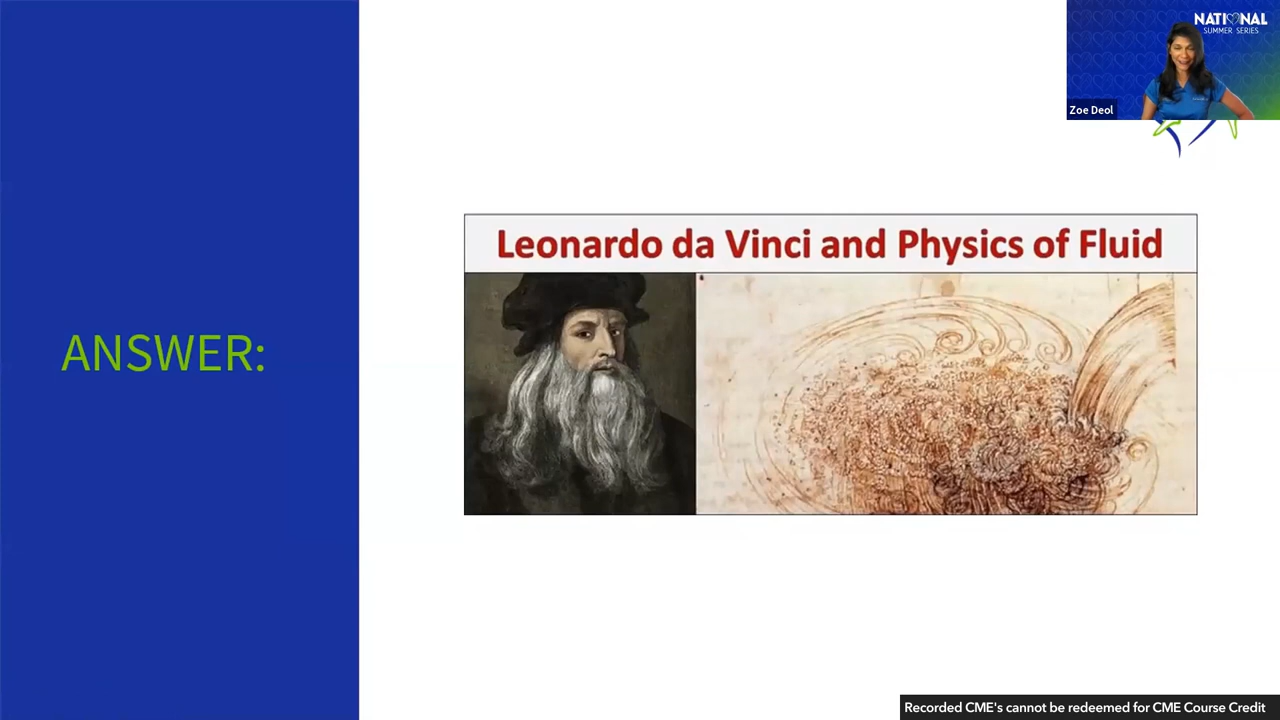 NATIONAL
SUMMER SERIES
Zoe Deol
Leonardo da Vinci and Physics of Fluid
ANSWER:
Recorded CME's cannot be redeemed for CME Course Credit